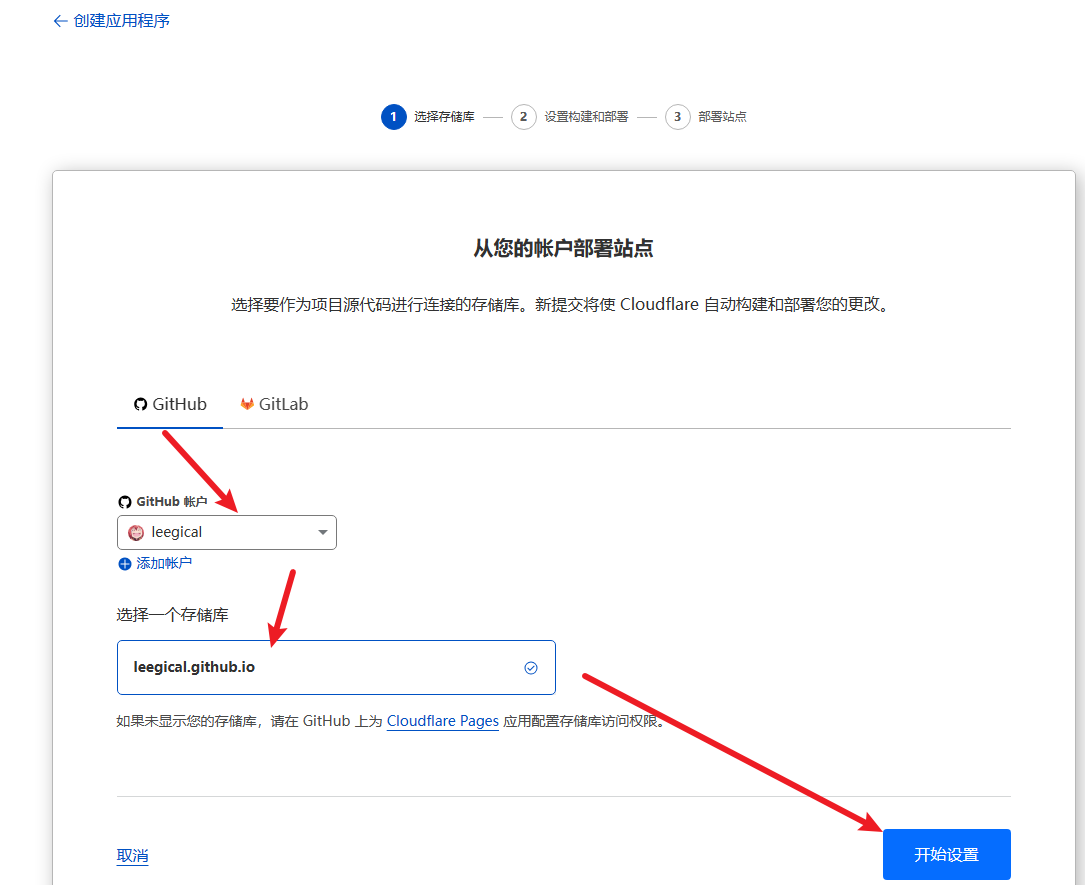 ← 创建应用程序
1 选择存储库 2 设置构建和部署 3 部署站点
从您的帐户部署站点
选择要作为项目源代码进行连接的存储库。新提交将使 Cloudflare 自动构建和部署您的更改。
GitHub GitLab
GitHub 帐户
leegical
添加帐户
选择一个存储库
leegical.github.io
如果未显示您的存储库，请在 GitHub 上为 Cloudflare Pages 应用配置存储库访问权限。
取消 开始设置